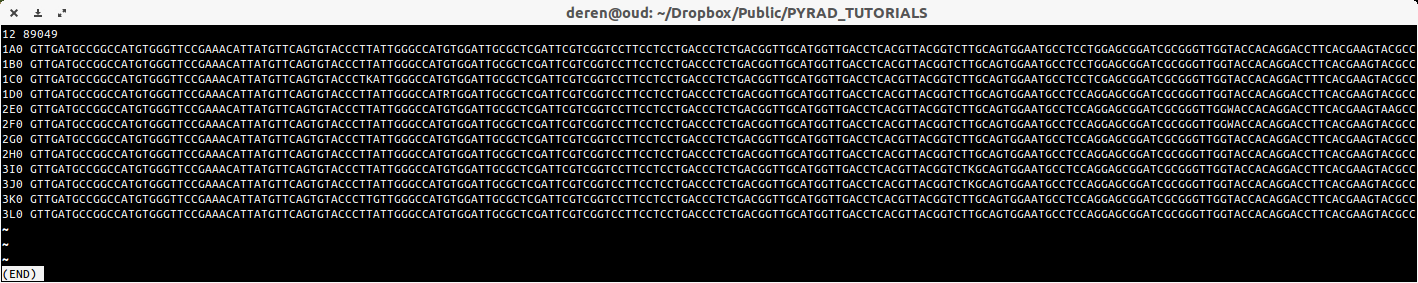 deren@oud: ~/Dropbox/Public/PYRAD_TUTORIALS
12 89049
1A0 GTTGATGCCGGCCATGTGGGTTCCGAAACATTATGTTCAGTGTACCCTTATTGGGCCATGTGGATTGCGCTCGATTCGTCGGTCCTTCCTCCTGACCCTCTGACGGTTGCATGGTTGACCTCACGTTACGGTCTTGCAGTGGAATGCCTCCTGGAGCGGATCGCGGGTTGGTACCACAGGACCTTCACGAAGTACGCC
1B0 GTTGATGCCGGCCATGTGGGTTCCGAAACATTATGTTCAGTGTACCCTTATTGGGCCATGTGGATTGCGCTCGATTCGTCGGTCCTTCCTCCTGACCCTCTGACGGTTGCATGGTTGACCTCACGTTACGGTCTTGCAGTGGAATGCCTCCTGGAGCGGATCGCGGGTTGGTACCACAGGACCTTCACGAAGTACGCC
1C0 GTTGATGCCGGCCATGTGGGTTCCGAAACATTATGTTCAGTGTACCCTKATTGGGCCATGTGGATTGCGCTCGATTCGTCGGTCCTTCCTCCTGACCCTCTGACGGTTGCATGGTTGACCTCACGTTACGGTCTTGCAGTGGAATGCCTCCTCGAGCGGATCGCGGGTTGGTACCACAGGACTTTCACGAAGTACGCC
1D0 GTTGATGCCGGCCATGTGGGTTCCGAAACATTATGTTCAGTGTACCCTTATTGGGCCATRTGGATTGCGCTCGATTCGTCGGTCCTTCCTCCTGACCCTCTGACGGTTGCATGGTTGACCTCACGTTACGGTCTTGCAGTGGAATGCCTCCAGGAGCGGATCGCGGGTTGGTACCACAGGACCTTCACGAAGTACGCC
2E0 GTTGATGCCGGCCATGTGGGTTCCGAAACATTATGTTCAGTGTACCCTTATTGGGCCATGTGGATTGCGCTCGATTCGTCGGTCCTTCCTCCTGACCCTCTGACGGTTGCATGGTTGACCTCACGTTACGGTCTTGCAGTGGAATGCCTCCAGGAGCGGATCGCGGGTTGGWACCACAGGACCTTCACGAAGTAAGCC
2F0 GTTGATGCCGGCCATGTGGGTTCCGAAACATTATGTTCAGTGTACCCTTATTGGGCCATGTGGATTGCGCTCGATTCGTCGGTCCTTCCTCCTGACCCTCTGACGGTTGCATGGTTGACCTCACGTTACGGTCTTGCAGTGGAATGCCTCCAGGAGCGGATCGCGGGTTGGWACCACAGGACCTTCACGAAGTACGCC
2G0 GTTGATGCCGGCCATGTGGGTTCCGAAACATTATGTTCAGTGTACCCTTATTGGGCCATGTGGATTGCGCTCGATTCGTCGGTCCTTCCTCCTGACCCTCTGACGGTTGCATGGTTGACCTCACGTTACGGTCTTGCAGTGGAATGCCTCCAGGAGCGGATCGCGGGTTGGTACCACAGGACCTTCACGAAGTACGCC
2H0 GTTGATGCCGGCCATGTGGGTTCCGAAACATTATGTTCAGTGTACCCTTATTGGGCCATGTGGATTGCGCTCGATTCGTCGGTCCTTCCTCCTGACCCTCTGACGGTTGCATGGTTGACCTCACGTTACGGTCTTGCAGTGGAATGCCTCCAGGAGCGGATCGCGGGTTGGTACCACAGGACCTTCACGAAGTACGCC
3I0 GTTGATGCCGGCCATGTGGGTTCCGAAACATTATGTTCAGTGTACCCTTATTGGGCCATGTGGATTGCGCTCGATTCGTCGGTCCTTCCTCCTGACCCTCTGACGGTTGCATGGTTGACCTCACGTTACGGTCTKGCAGTGGAATGCCTCCAGGAGCGGATCGCGGGTTGGTACCACAGGACCTTCACGAAGTACGCC
3J0 GTTGATGCCGGCCATGTGGGTTCCGAAACATTATGTTCAGTGTACCCTTATTGGGCCATGTGGATTGCGCTCGATTCGTCGGTCCTTCCTCCTGACCCTCTGACGGTTGCATGGTTGACCTCACGTTACGGTCTKGCAGTGGAATGCCTCCAGGAGCGGATCGCGGGTTGGTACCACAGGACCTTCACGAAGTACGCC
3K0 GTTGATGCCGGCCATGTGGGTTCCGAAACATTATGTTCAGTGTACCCTTGTTGGGCCATGTGGATTGCGCTCGATTCGTCGGTCCTTCCTCCTGACCCTCTGACGGTTGCATGGTTGACCTCACGTTACGGTCTTGCAGTGGAATGCCTCCAGGAGCGGATCGCGGGTTGGTACCACAGGACCTTCACGAAGTACGCC
3L0 GTTGATGCCGGCCATGTGGGTTCCGAAACATTATGTTCAGTGTACCCTTATTGGGCCATGTGGATTGCGCTCGATTCGTCGGTCCTTCCTCCTGACCCTCTGACGGTTGCATGGTTGACCTCACGTTACGGTCTTGCAGTGGAATGCCTCCAGGAGCGGATCGCGGGTTGGTACCACAGGACCTTCACGAAGTACGCC
~
~
~
(END)